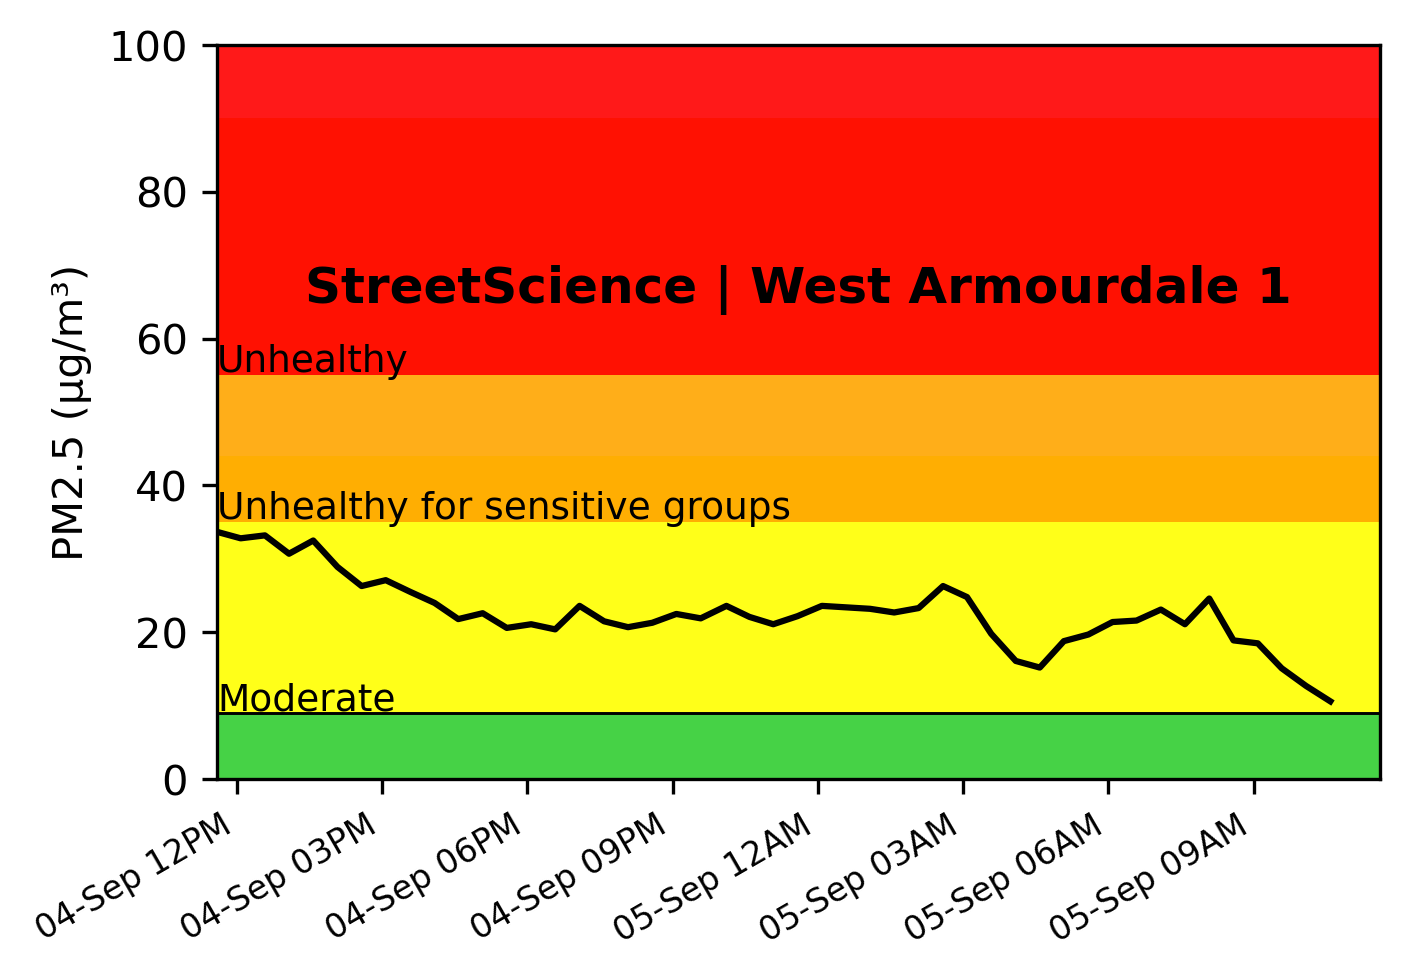 100
80
60
40
20
0
PM2.5 (µg/m³)
StreetScience | West Armourdale 1
Unhealthy
Unhealthy for sensitive groups
Moderate
04-Sep 12PM
04-Sep 03PM
04-Sep 06PM
04-Sep 09PM
05-Sep 12AM
05-Sep 03AM
05-Sep 06AM
05-Sep 09AM